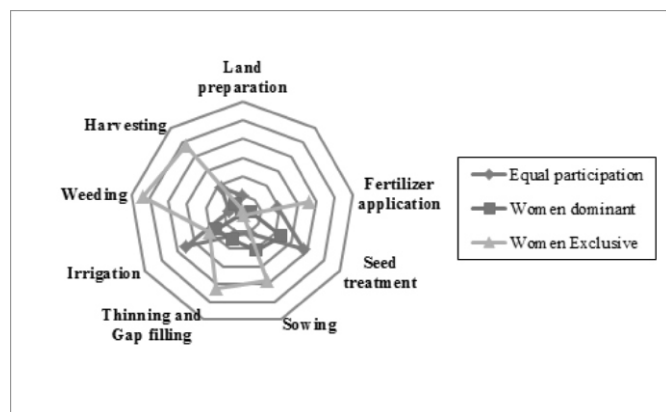 Land
preparation
Harvesting
Weeding
Fertilizer
application
Irrigation
Seed
treatment
Thinning and
Gap filling
Sowing
Equal participation
Women dominant
Women Exclusive